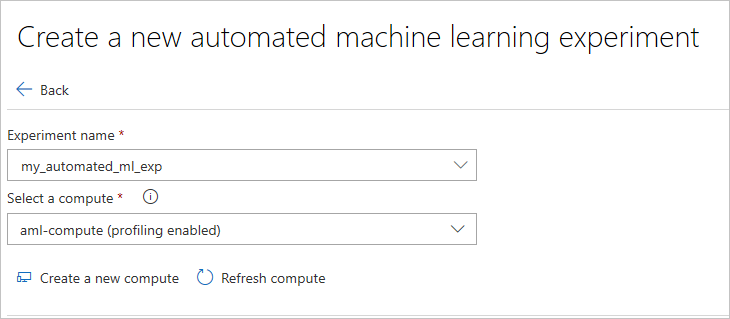 Create a new automated machine learning experiment
Back
Experiment name *
my_automated_ml_exp
Select a compute *
aml-compute (profiling enabled)
Create a new compute Refresh compute